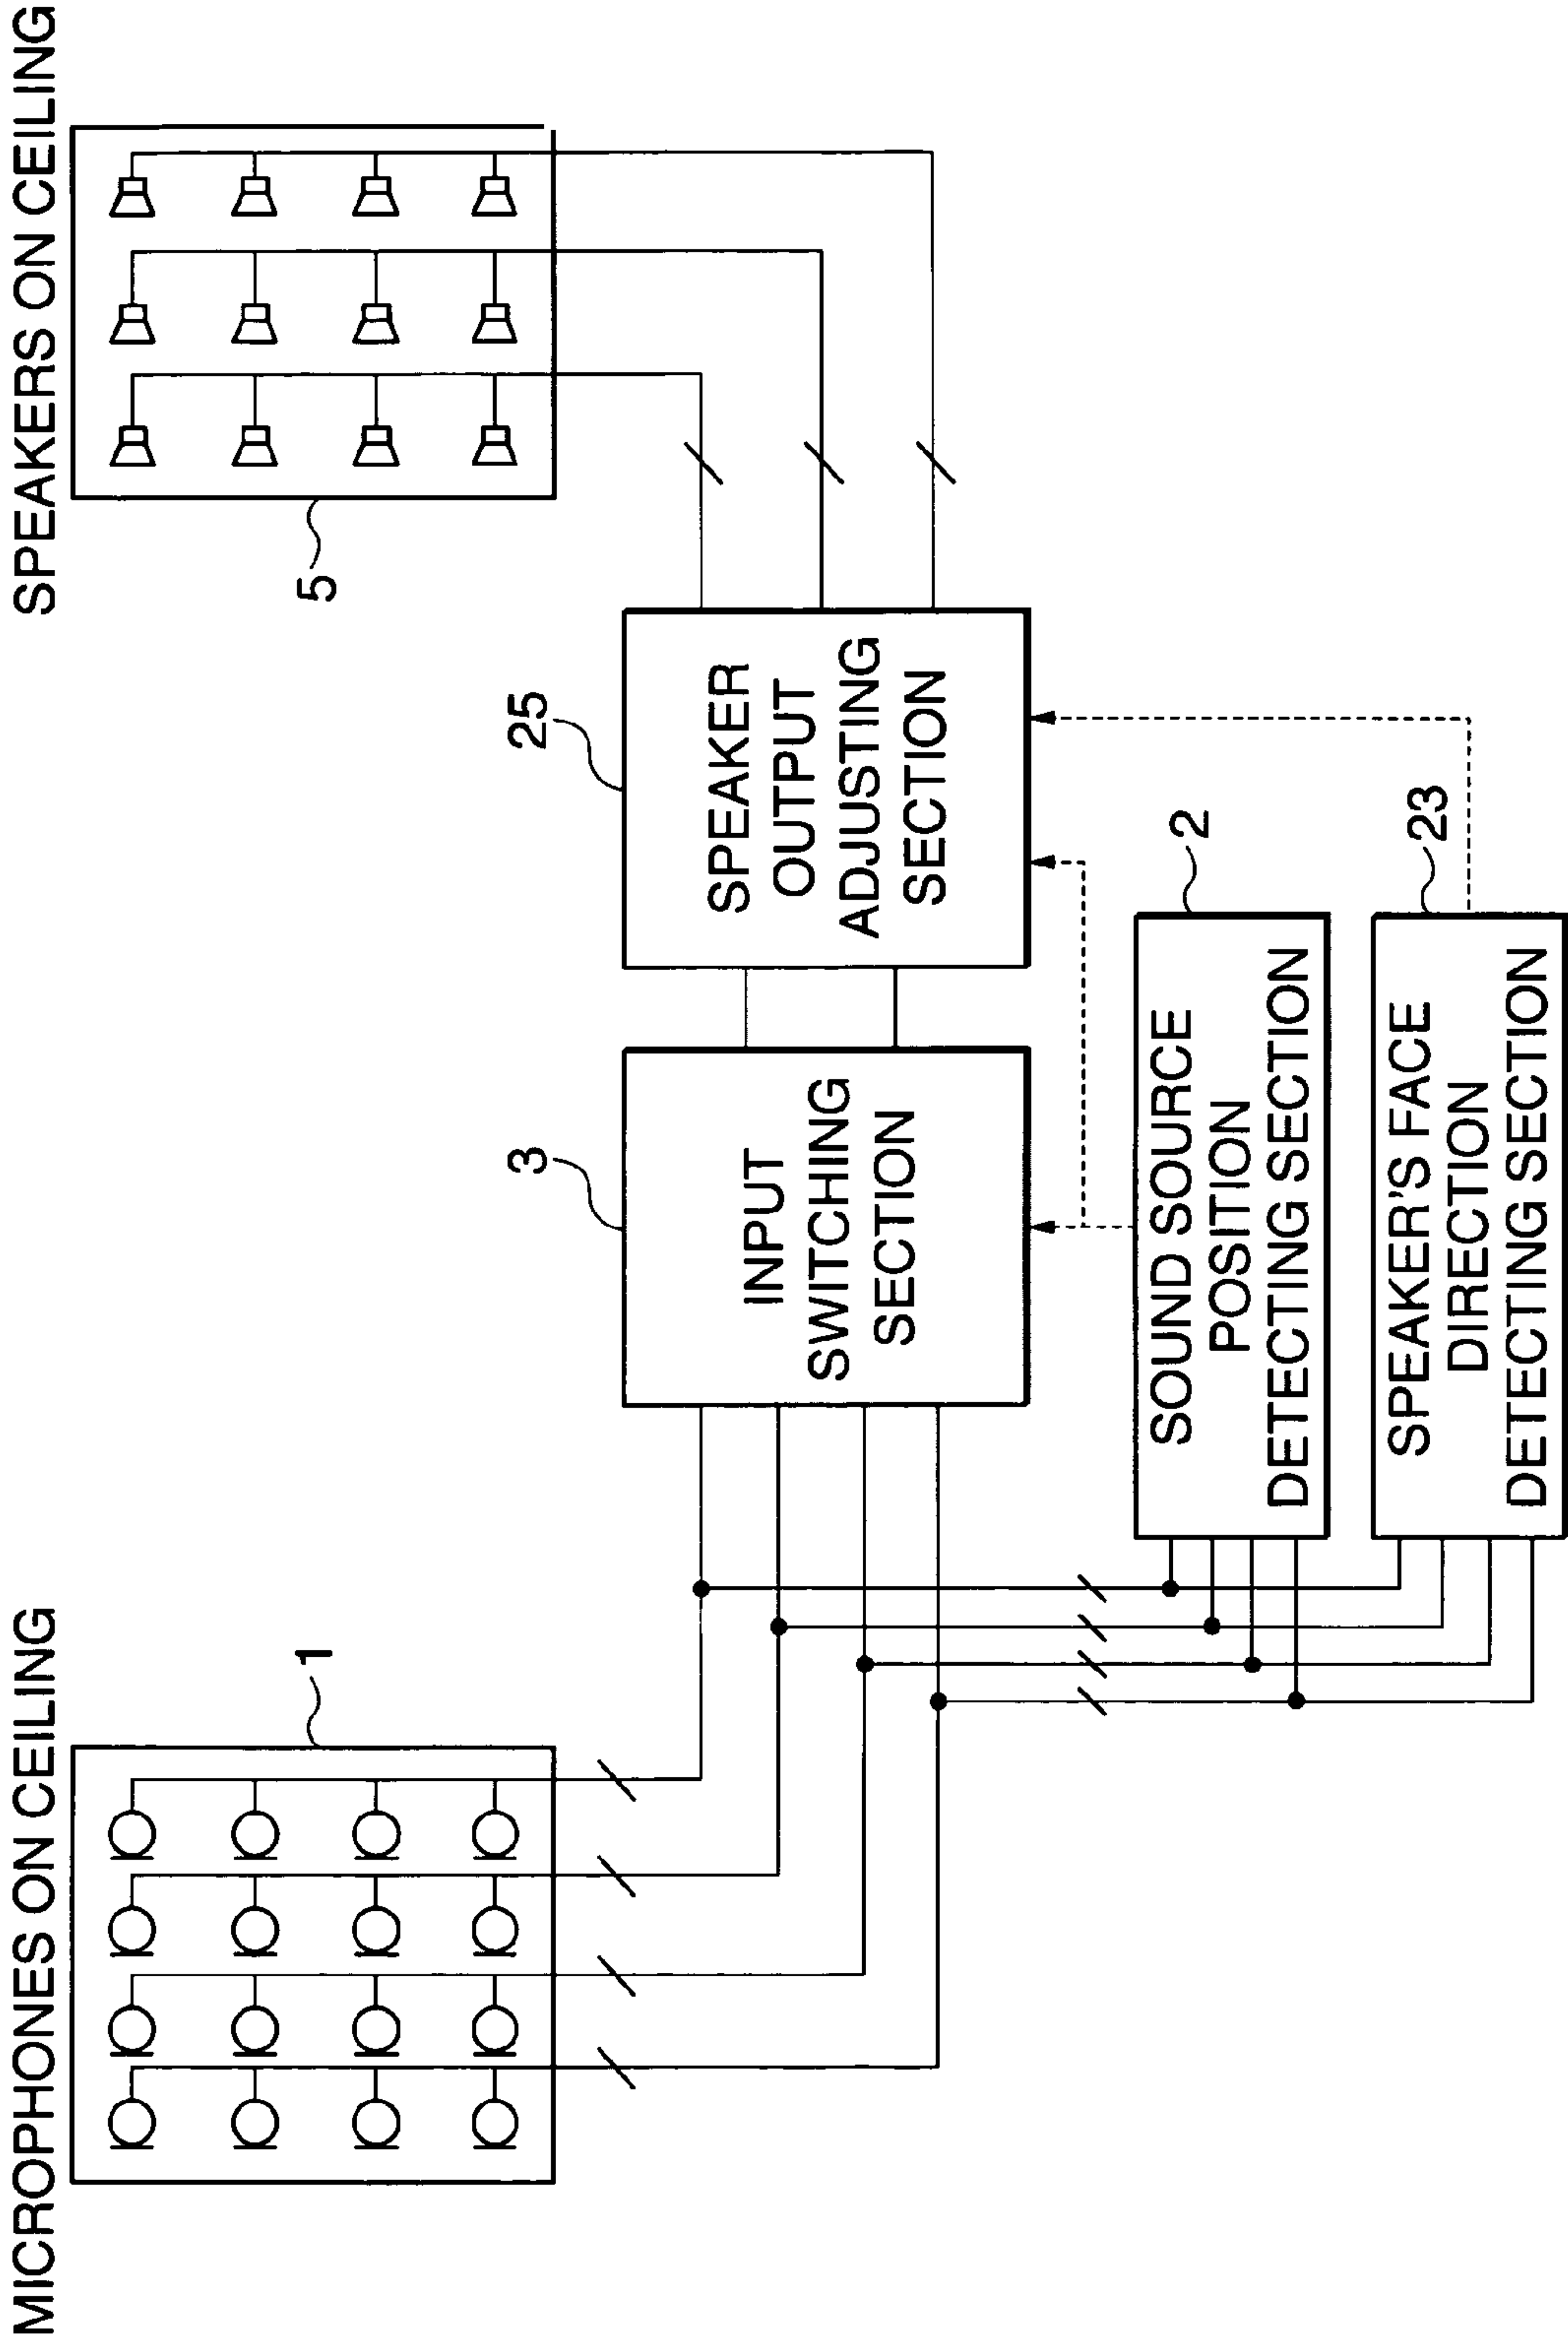 MICROPHONES ON CEILING
SPEAKERS ON CEILING
1
5
3
25
INPUT
SWITCHING
SECTION
SPEAKER
OUTPUT
ADJUSTING
SECTION
2
SOUND SOURCE
POSITION
DETECTING SECTION
23
SPEAKER'S FACE
DIRECTION
DETECTING SECTION